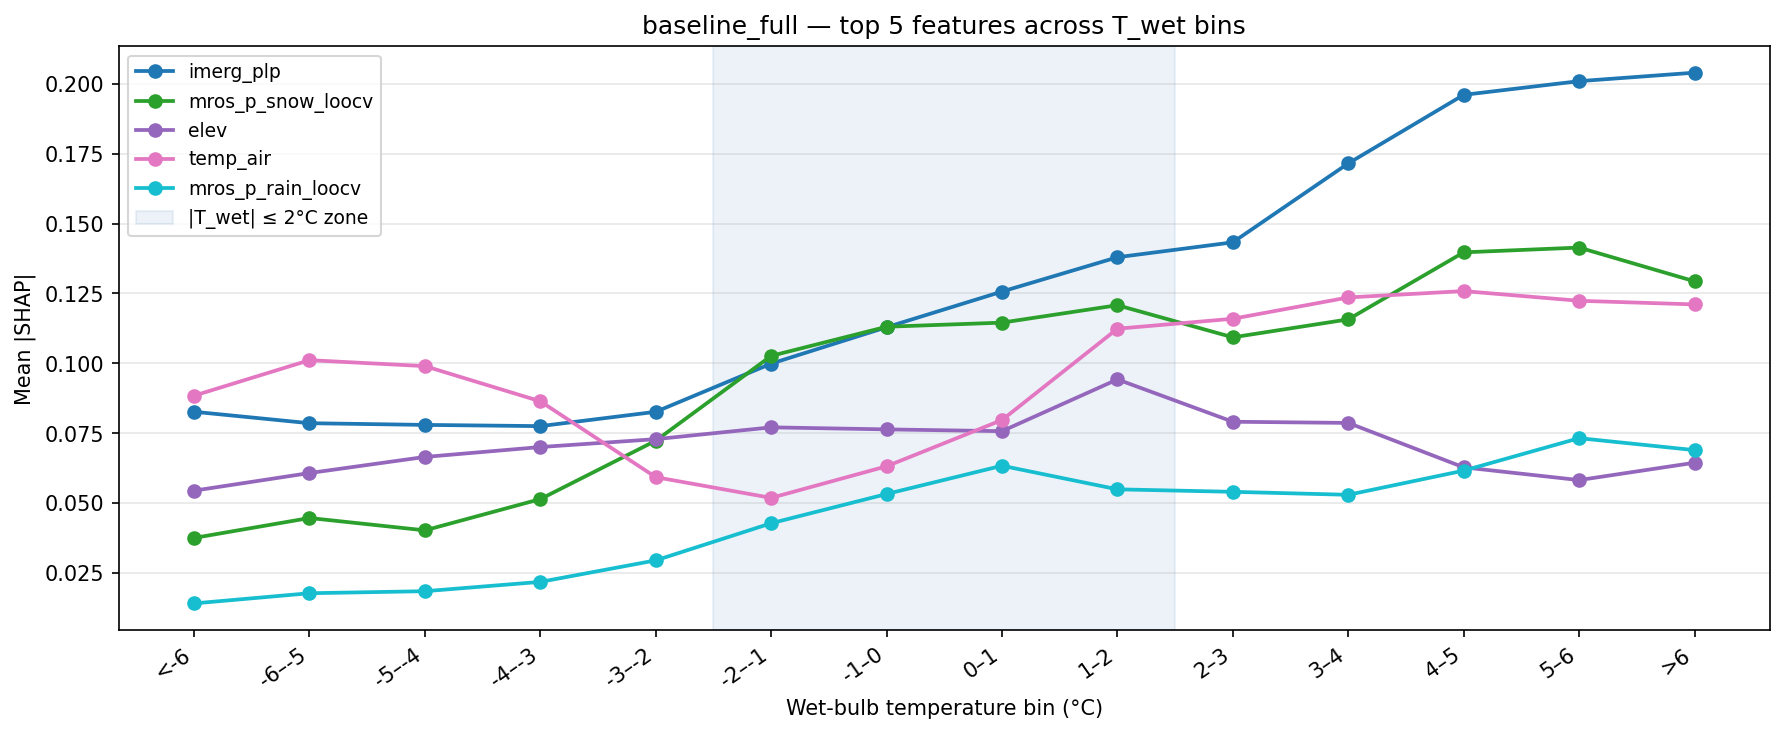 baseline_full — top 5 features across T_wet bins
imerg_plp
mros_p_snow_loocv
elev
temp_air
mros_p_rain_loocv
|T_wet| ≤ 2°C zone
Mean |SHAP|
0.200
0.175
0.150
0.125
0.100
0.075
0.050
0.025
<-6
-6–-5
-5–-4
-4–-3
-3–-2
-2–-1
-1–0
0–1
1–2
2–3
3–4
4–5
5–6
>6
Wet-bulb temperature bin (°C)